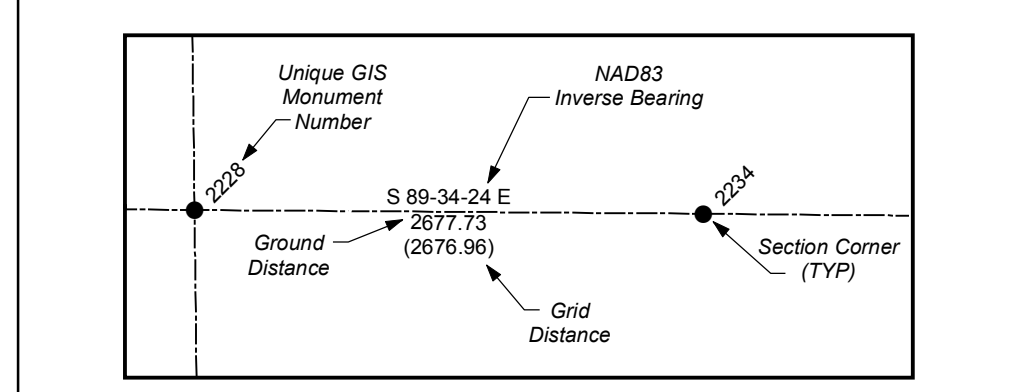 Unique GIS
Monument
Number
NAD83
Inverse Bearing
2228
S 89-34-24 E
2677.73
(2676.96)
2234
Ground
Distance
Section Corner
(TYP)
Grid
Distance